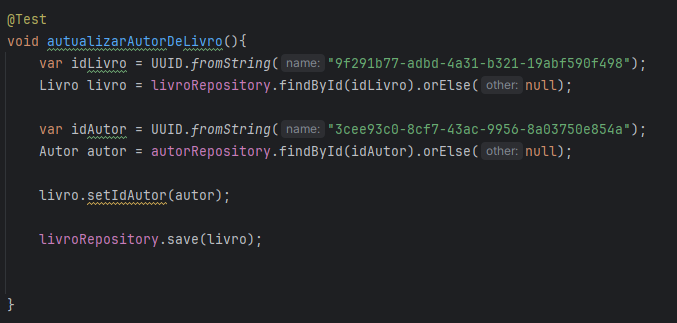 @Test
void autualizarAutorDeLivro(){
var idLivro = UUID.fromString( name: "9f291b77-adbd-4a31-b321-19abf590f498");
Livro livro = livroRepository.findById(idLivro).orElse( other: null);
var idAutor = UUID.fromString( name: "3cee93c0-8cf7-43ac-9956-8a03750e854a");
Autor autor = autorRepository.findById(idAutor).orElse( other: null);
livro.setIdAutor(autor);
livroRepository.save(livro);
}